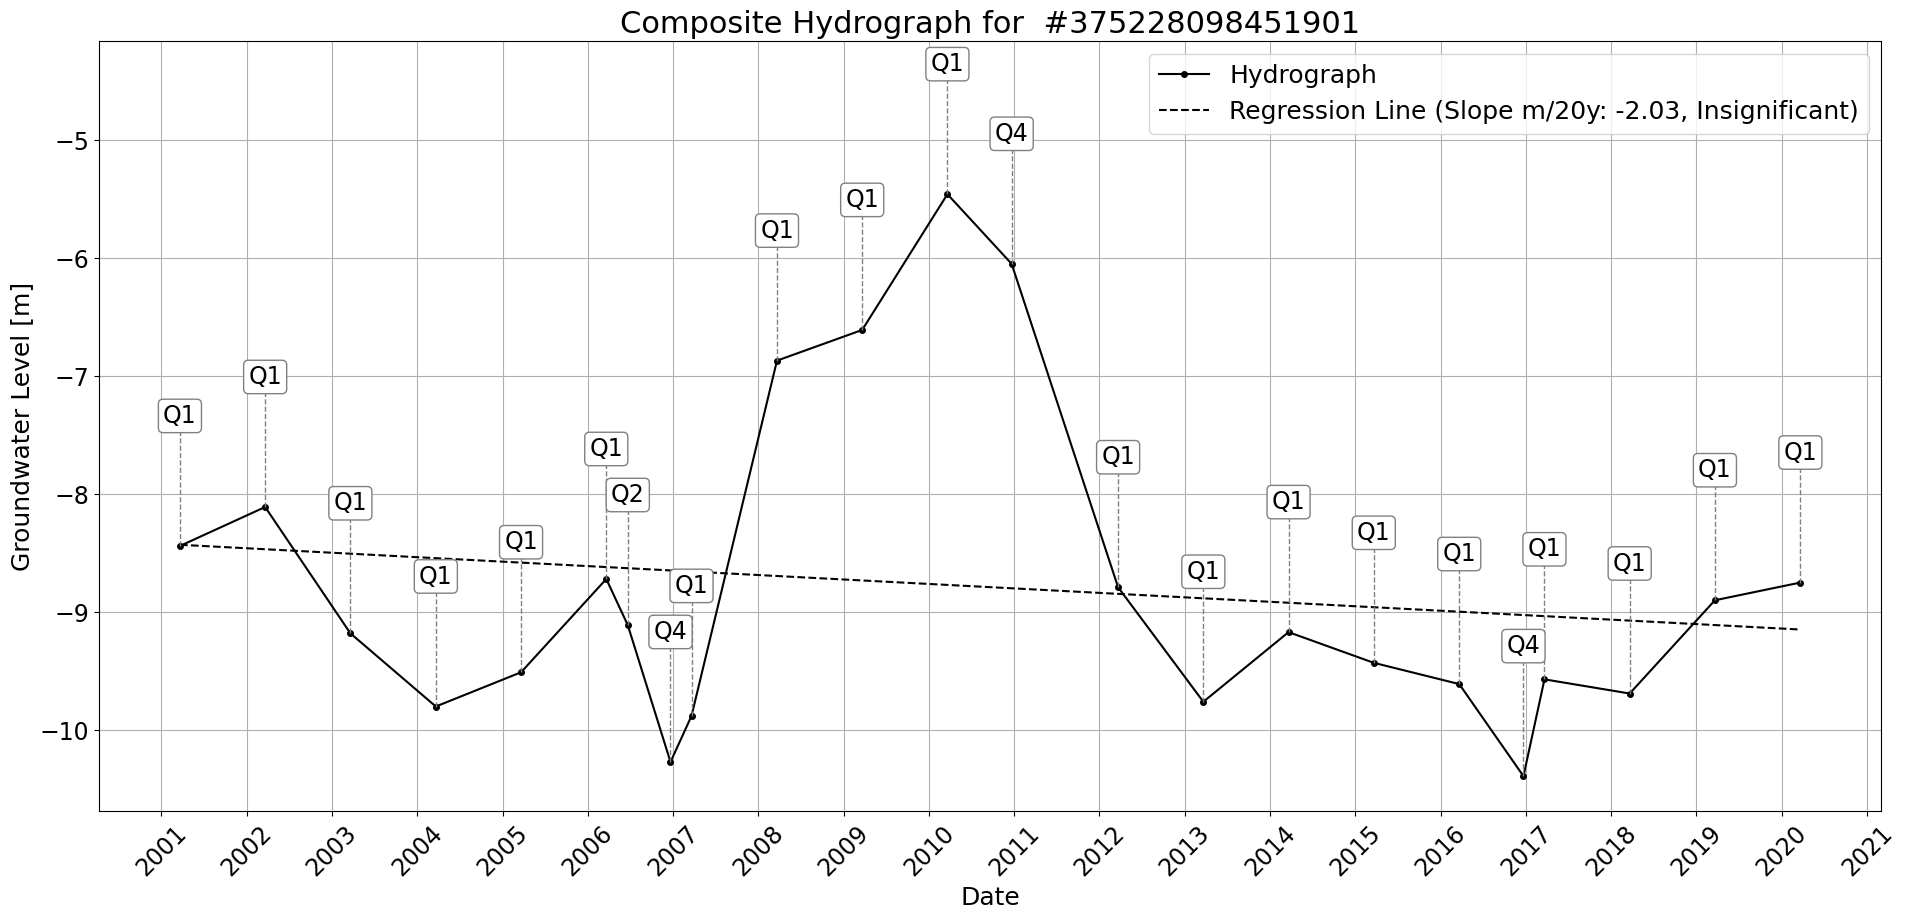 Composite Hydrograph for  #375228098451901
Hydrograph
Regression Line (Slope m/20y: -2.03, Insignificant)
Groundwater Level [m]
−5
−6
−7
−8
−9
−10
Q1
Q1
Q1
Q1
Q1
Q1
Q2
Q4
Q1
Q1
Q1
Q1
Q4
Q1
Q1
Q1
Q1
Q1
Q4
Q1
Q1
Q1
Q1
2001
2002
2003
2004
2005
2006
2007
2008
2009
2010
2011
2012
2013
2014
2015
2016
2017
2018
2019
2020
2021
Date